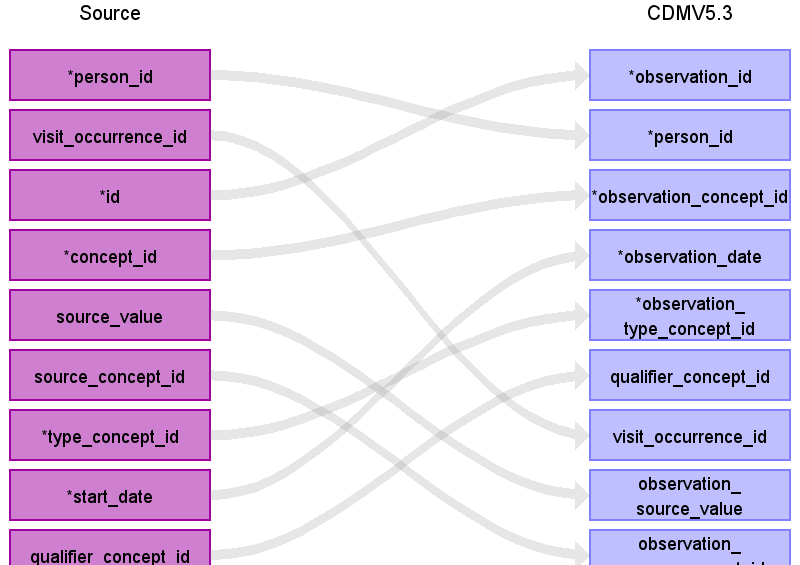 Source
CDMV5.3
*person_id
*observation_id
visit_occurrence_id
*person_id
*id
*observation_concept_id
*concept_id
*observation_date
source_value
*observation_
type_concept_id
source_concept_id
qualifier_concept_id
*type_concept_id
visit_occurrence_id
*start_date
observation_
source_value
qualifier_concept_id
observation_